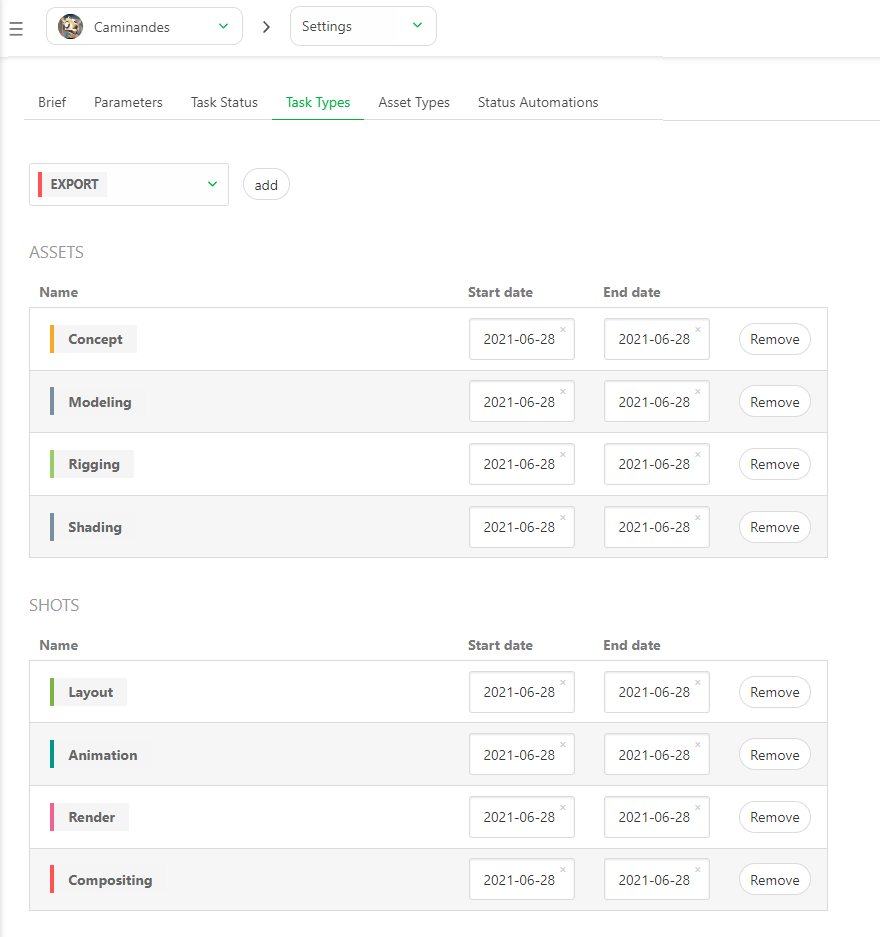 Caminandes
Settings
Brief Parameters Task Status Task Types Asset Types Status Automations
EXPORT add
ASSETS
Name Start date End date
Concept 2021-06-28 × 2021-06-28 × Remove
Modeling 2021-06-28 × 2021-06-28 × Remove
Rigging 2021-06-28 × 2021-06-28 × Remove
Shading 2021-06-28 × 2021-06-28 × Remove
SHOTS
Name Start date End date
Layout 2021-06-28 × 2021-06-28 × Remove
Animation 2021-06-28 × 2021-06-28 × Remove
Render 2021-06-28 × 2021-06-28 × Remove
Compositing 2021-06-28 × 2021-06-28 × Remove